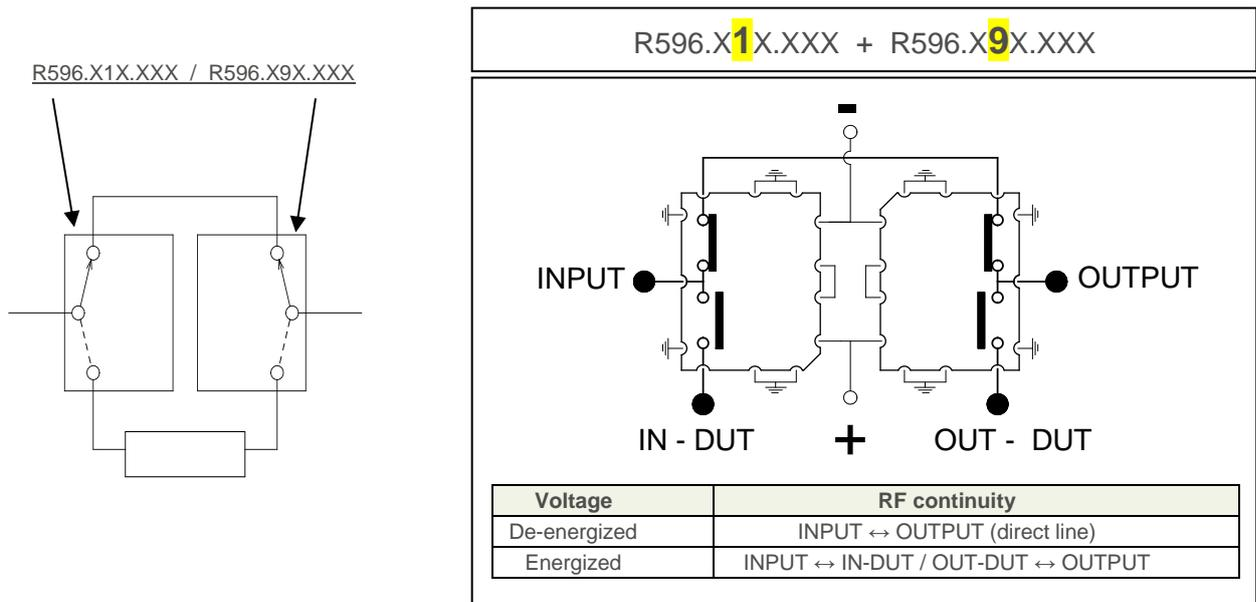 R596.X1X.XXX / R596.X9X.XXX
R596.X1X.XXX + R596.X9X.XXX
-
INPUT
OUTPUT
IN - DUT
+
OUT - DUT
Voltage RF continuity
De-energized INPUT ↔ OUTPUT (direct line)
Energized INPUT ↔ IN-DUT / OUT-DUT ↔ OUTPUT